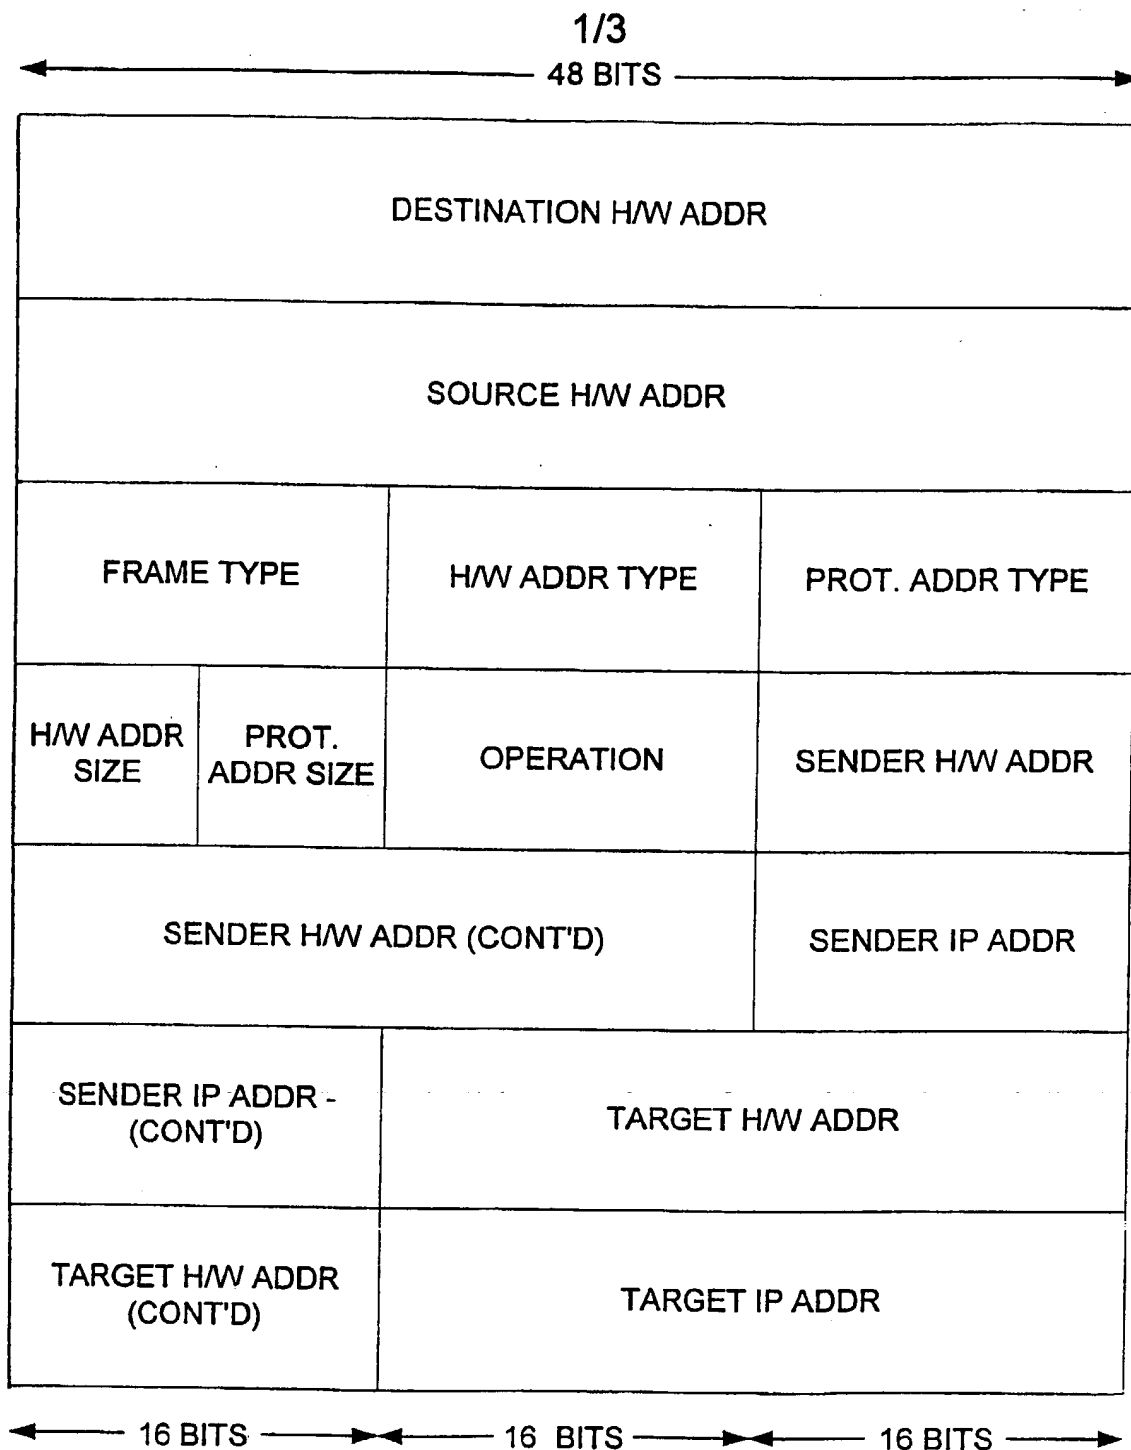 1/3
48 BITS
DESTINATION H/W ADDR
SOURCE H/W ADDR
FRAME TYPE
H/W ADDR TYPE
PROT. ADDR TYPE
H/W ADDR
SIZE
PROT.
ADDR SIZE
OPERATION
SENDER H/W ADDR
SENDER H/W ADDR (CONT'D)
SENDER IP ADDR
SENDER IP ADDR -
(CONT'D)
TARGET H/W ADDR
TARGET H/W ADDR
(CONT'D)
TARGET IP ADDR
16 BITS
16 BITS
16 BITS